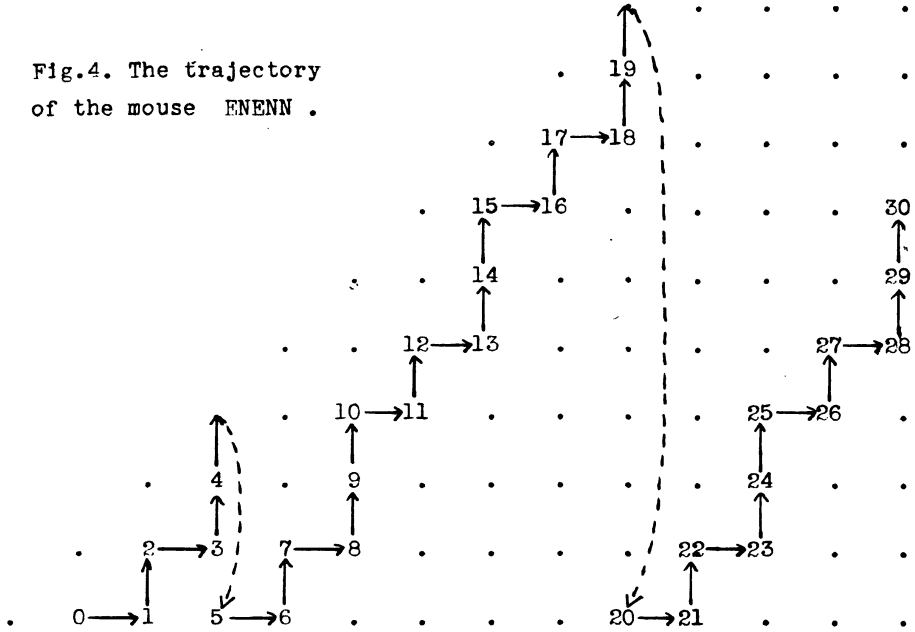 Fig.4. The trajectory
of the mouse ENENN .
19
17 18
15 16 30
14 29
12 13 27 28
10 11 25 26
4 9 24
2 3 7 8 22 23
0 1 5 6 20 21